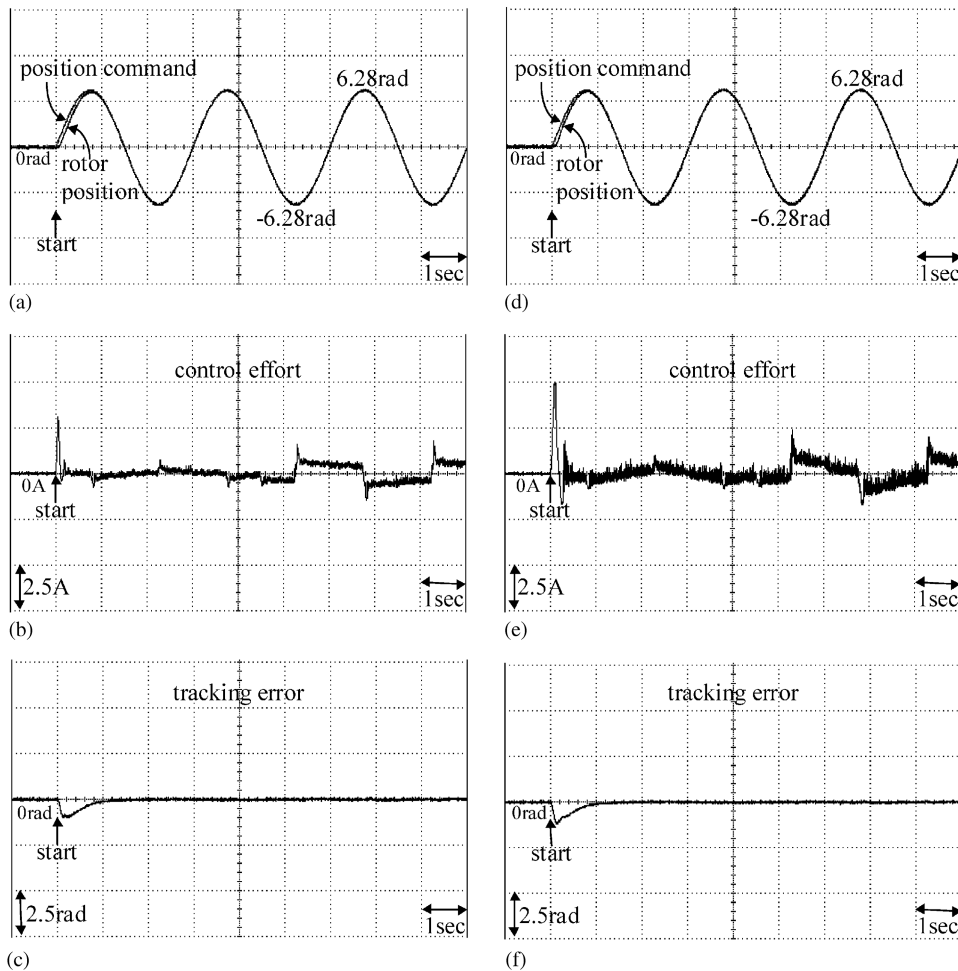 position command
6.28rad
0rad
rotor
position
-6.28rad
start
1sec
(a)
position command
6.28rad
0rad
rotor
position
-6.28rad
start
1sec
(d)
control effort
0A
start
2.5A
1sec
(b)
control effort
0A
start
2.5A
1sec
(e)
tracking error
0rad
start
2.5rad
1sec
(c)
tracking error
0rad
start
2.5rad
1sec
(f)